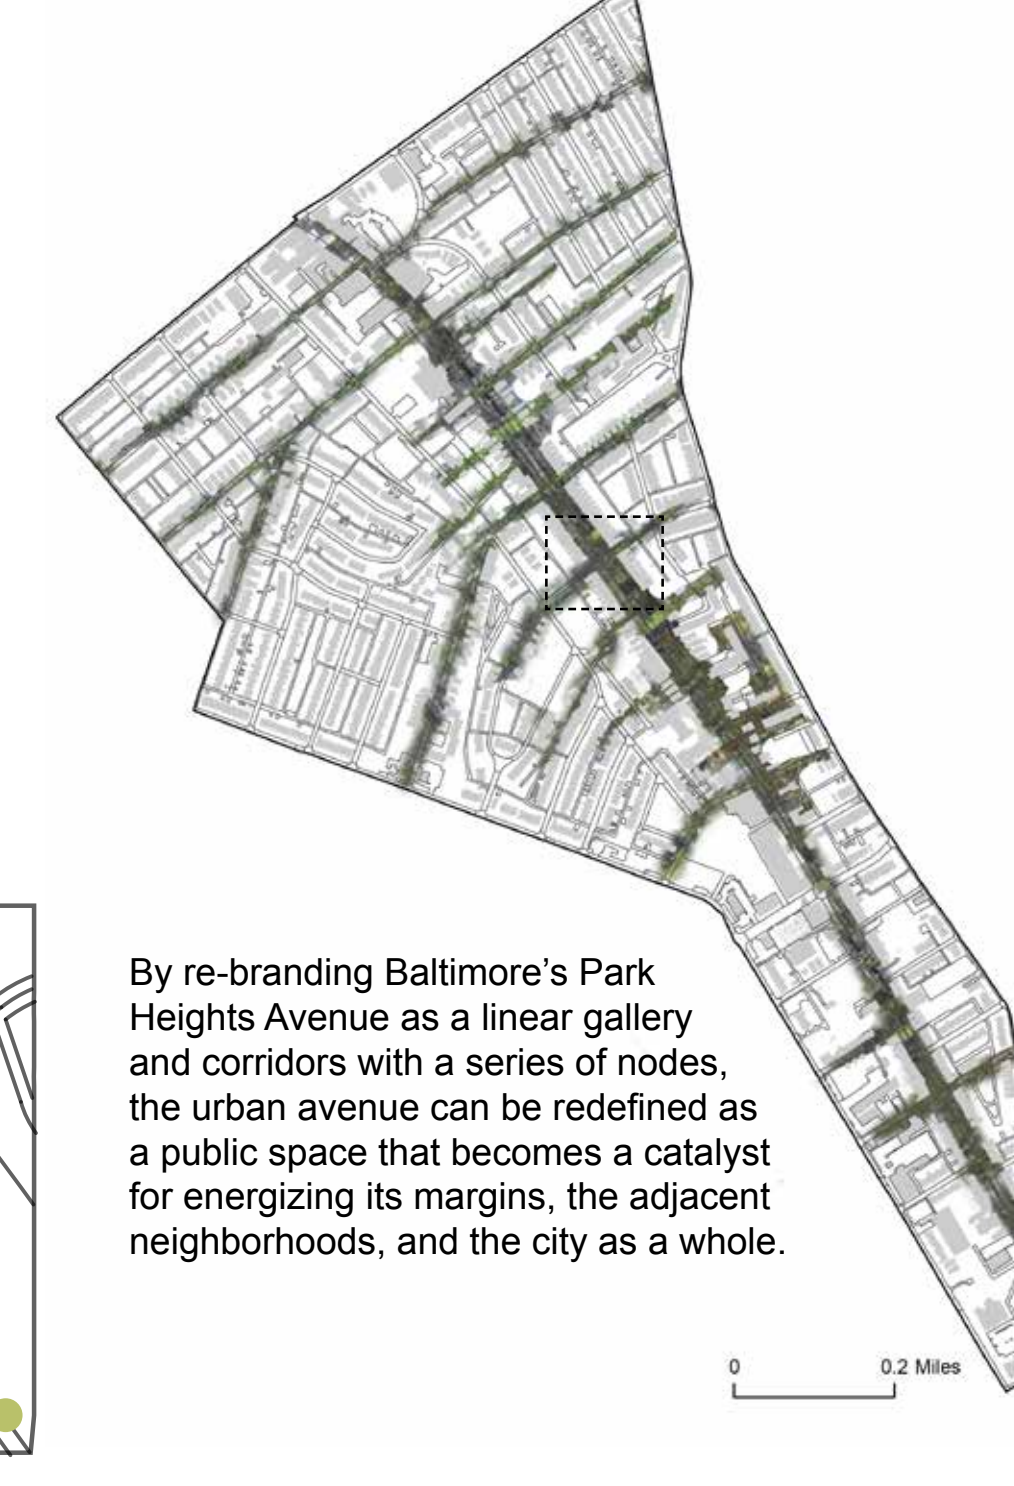 By re-branding Baltimore’s Park
Heights Avenue as a linear gallery
and corridors with a series of nodes,
the urban avenue can be redefined as
a public space that becomes a catalyst
for energizing its margins, the adjacent
neighborhoods, and the city as a whole.
0 0.2 Miles